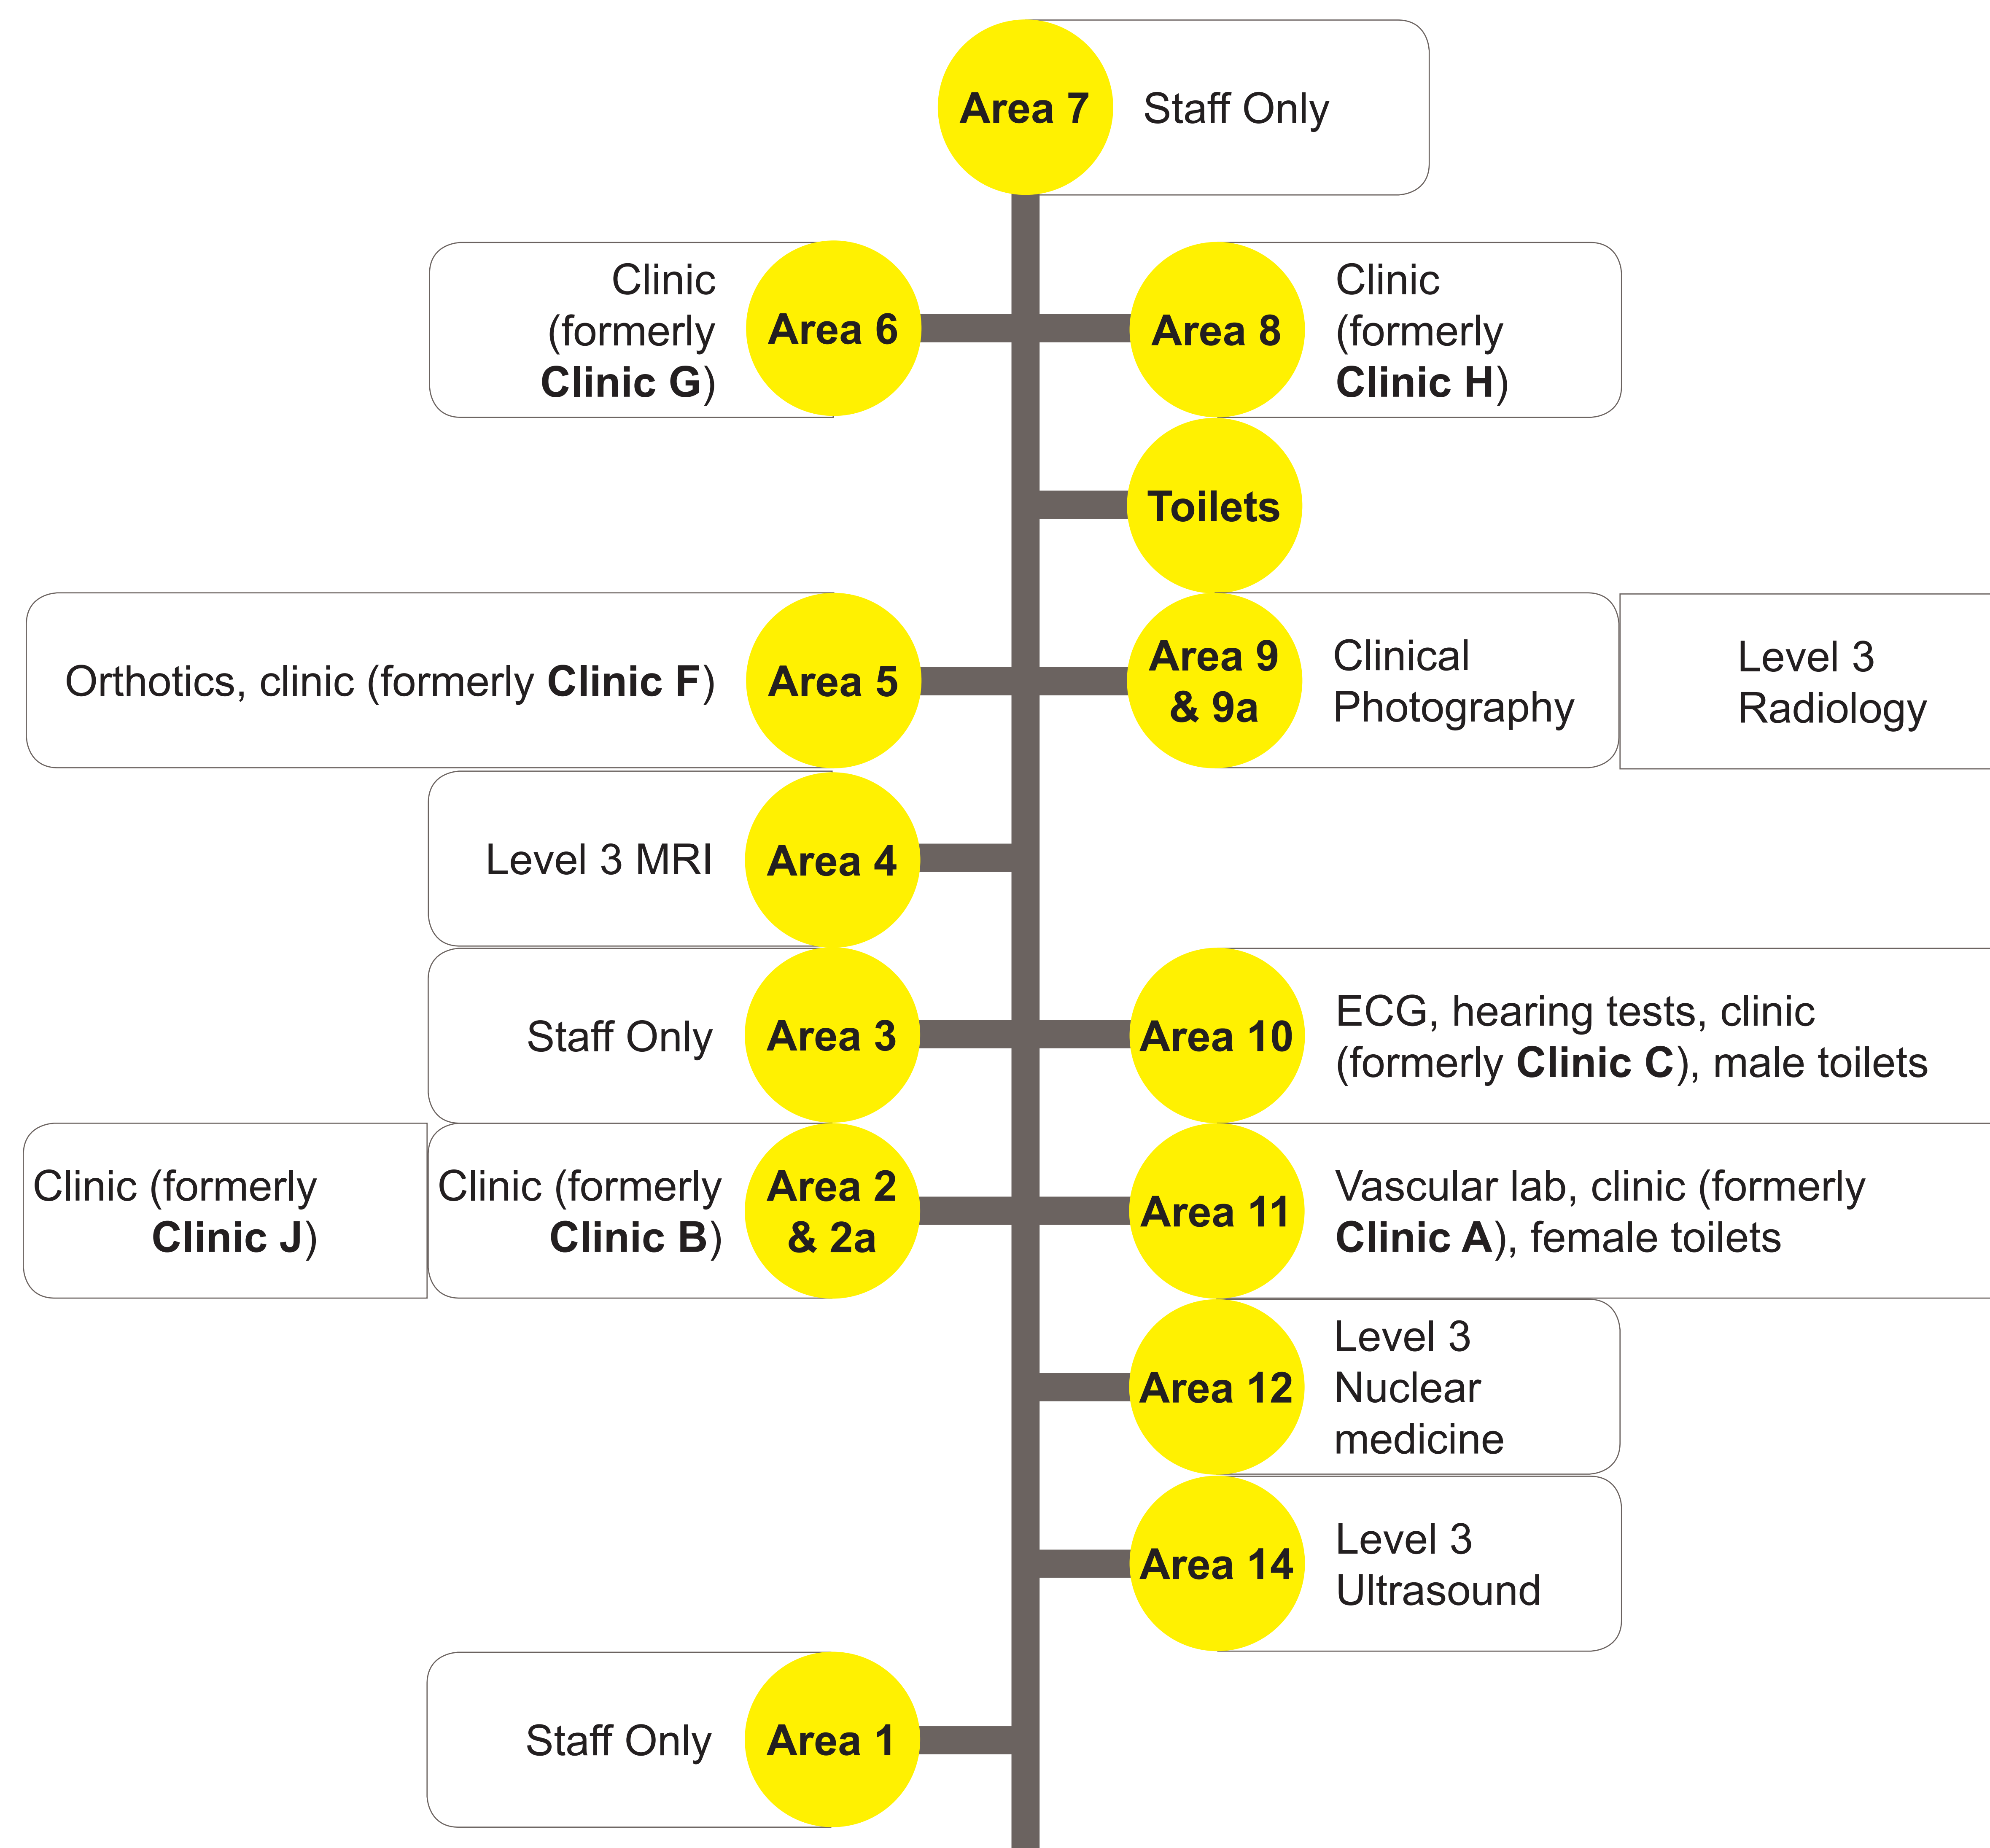 Area 7
Staff Only
Clinic
(formerly
Clinic G)
Area 6
Area 8
Clinic
(formerly
Clinic H)
Toilets
Orthotics, clinic (formerly Clinic F)
Area 5
Area 9
& 9a
Clinical
Photography
Level 3
Radiology
Level 3 MRI
Area 4
Staff Only
Area 3
Area 10
ECG, hearing tests, clinic
(formerly Clinic C), male toilets
Clinic (formerly
Clinic J)
Clinic (formerly
Clinic B)
Area 2
& 2a
Area 11
Vascular lab, clinic (formerly
Clinic A), female toilets
Area 12
Level 3
Nuclear
medicine
Area 14
Level 3
Ultrasound
Staff Only
Area 1